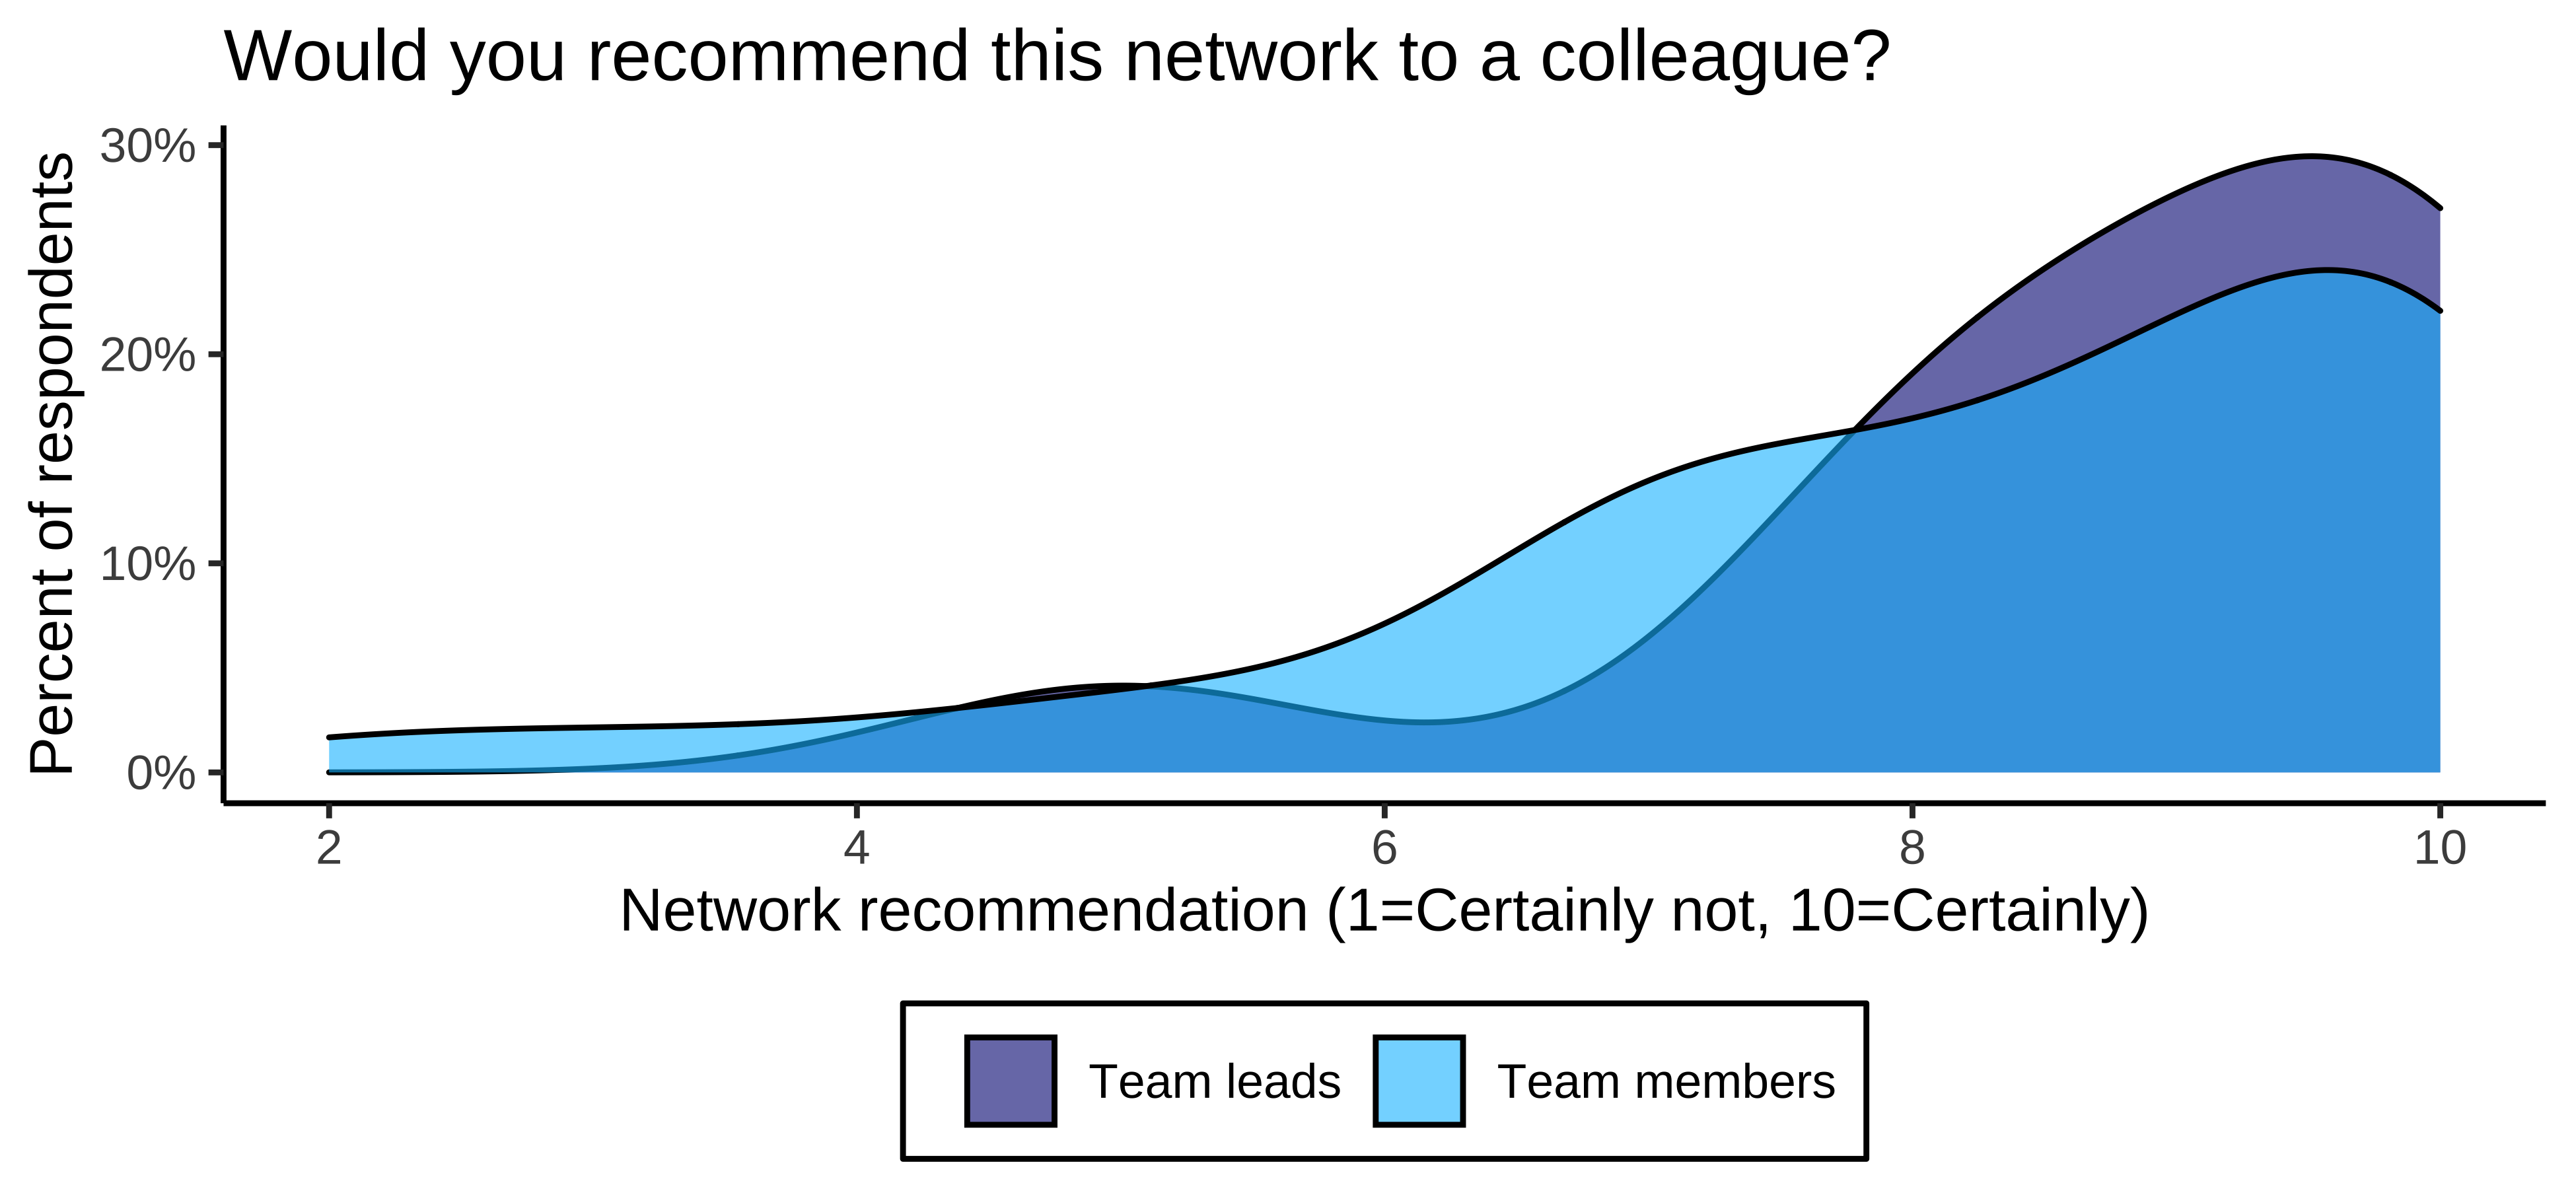 Would you recommend this network to a colleague?
Percent of respondents
30%
20%
10%
0%
2 4 6 8 10
Network recommendation (1=Certainly not, 10=Certainly)
Team leads Team members